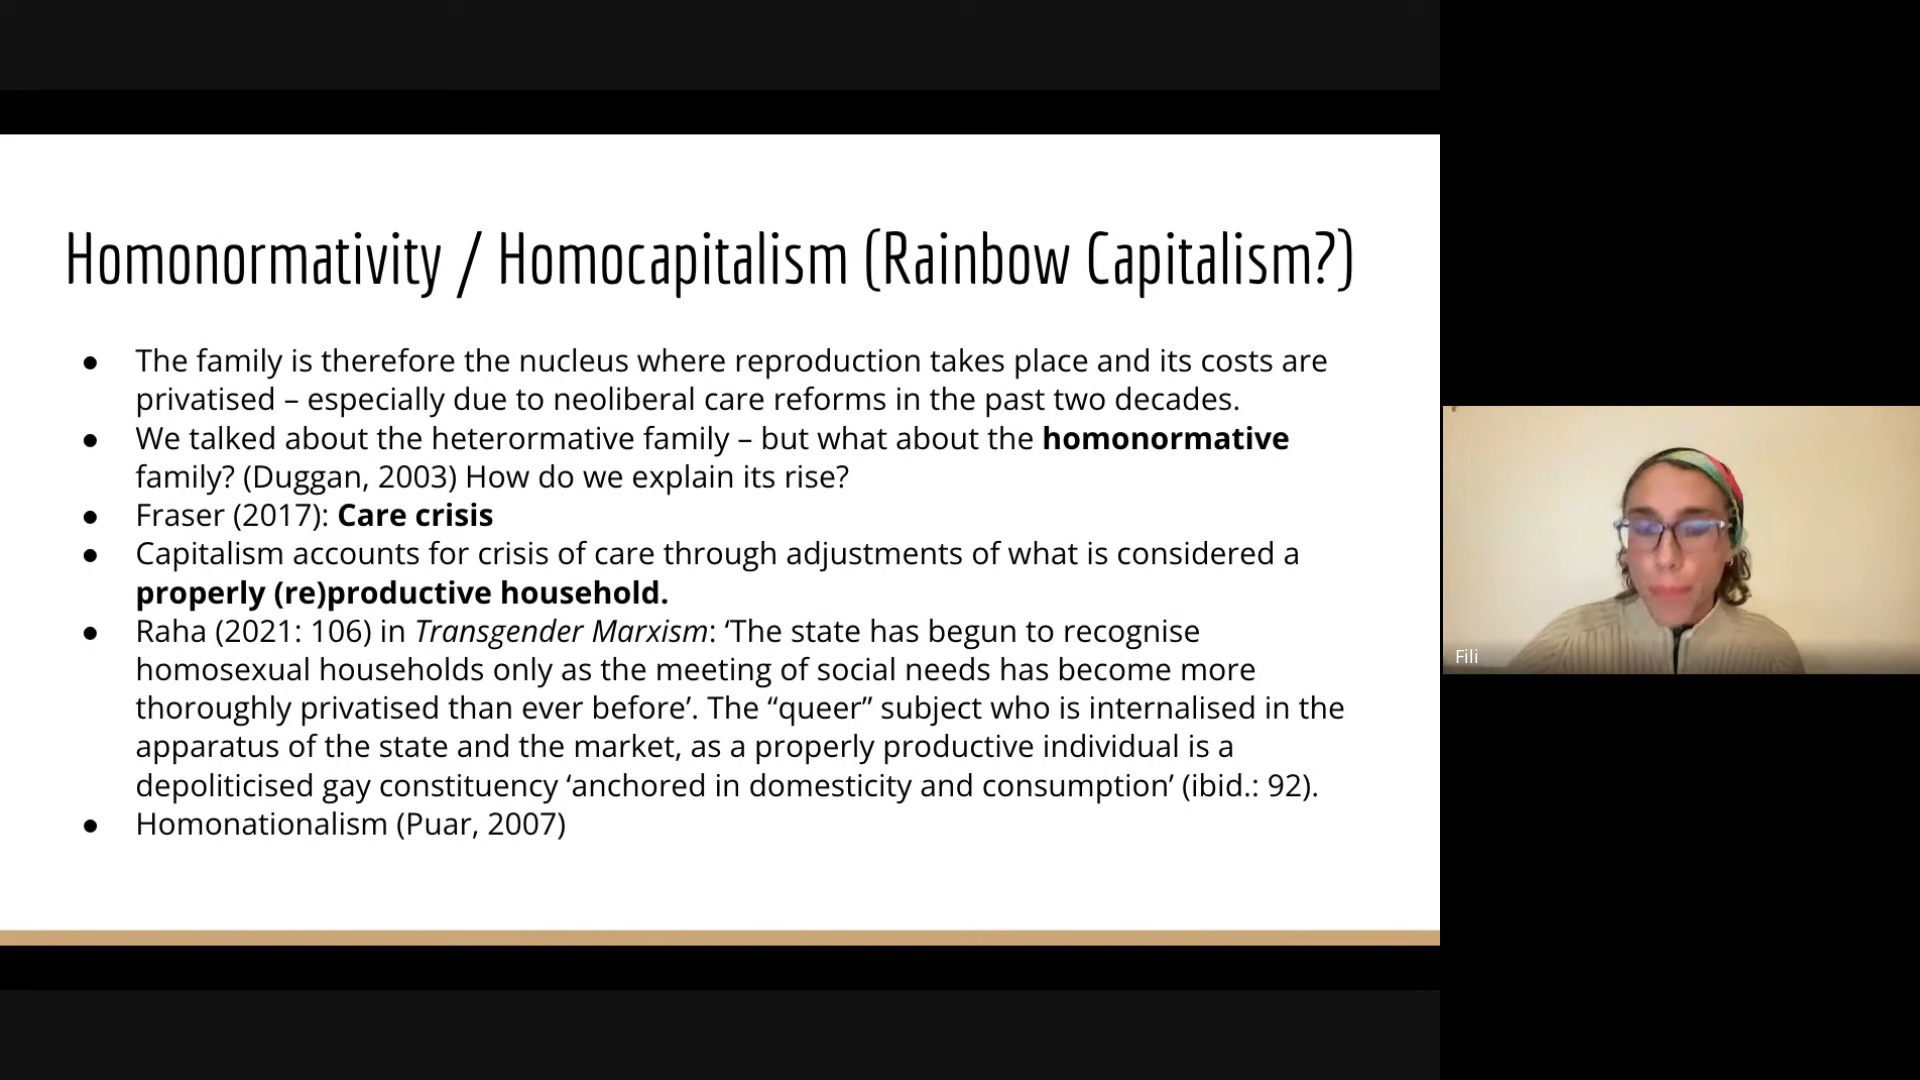 Homonormativity / Homocapitalism (Rainbow Capitalism?)
● The family is therefore the nucleus where reproduction takes place and its costs are
privatised – especially due to neoliberal care reforms in the past two decades.
● We talked about the heterormative family – but what about the homonormative
family? (Duggan, 2003) How do we explain its rise?
● Fraser (2017): Care crisis
● Capitalism accounts for crisis of care through adjustments of what is considered a
properly (re)productive household.
● Raha (2021: 106) in Transgender Marxism: ‘The state has begun to recognise
homosexual households only as the meeting of social needs has become more
thoroughly privatised than ever before’. The “queer” subject who is internalised in the
apparatus of the state and the market, as a properly productive individual is a
depoliticised gay constituency ‘anchored in domesticity and consumption’ (ibid.: 92).
● Homonationalism (Puar, 2007)
Fili